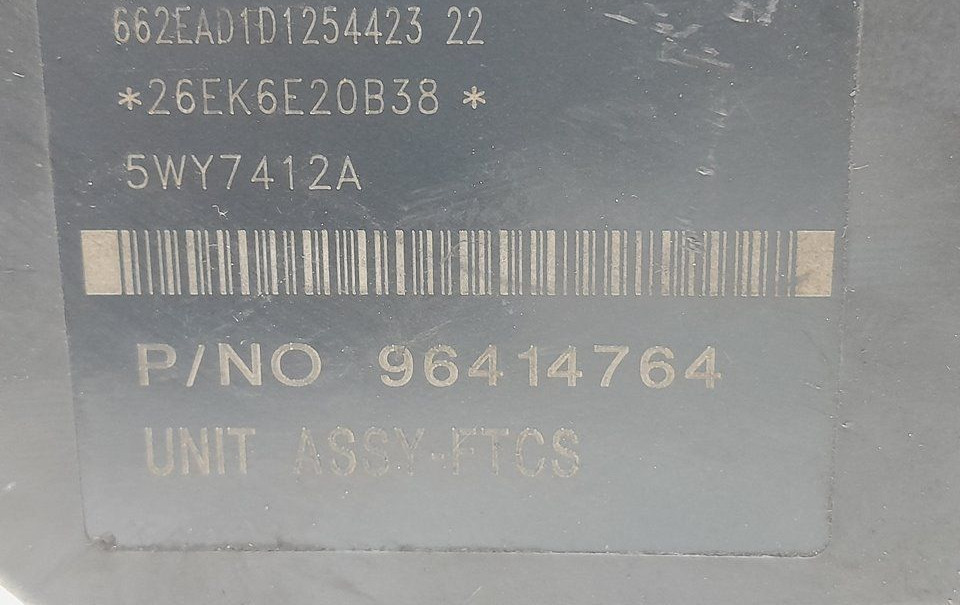 662EAD1D1254423 22
*26EK6E20B38 *
5WY7412A
P/NO 96414764
UNIT ASSY-FTCS